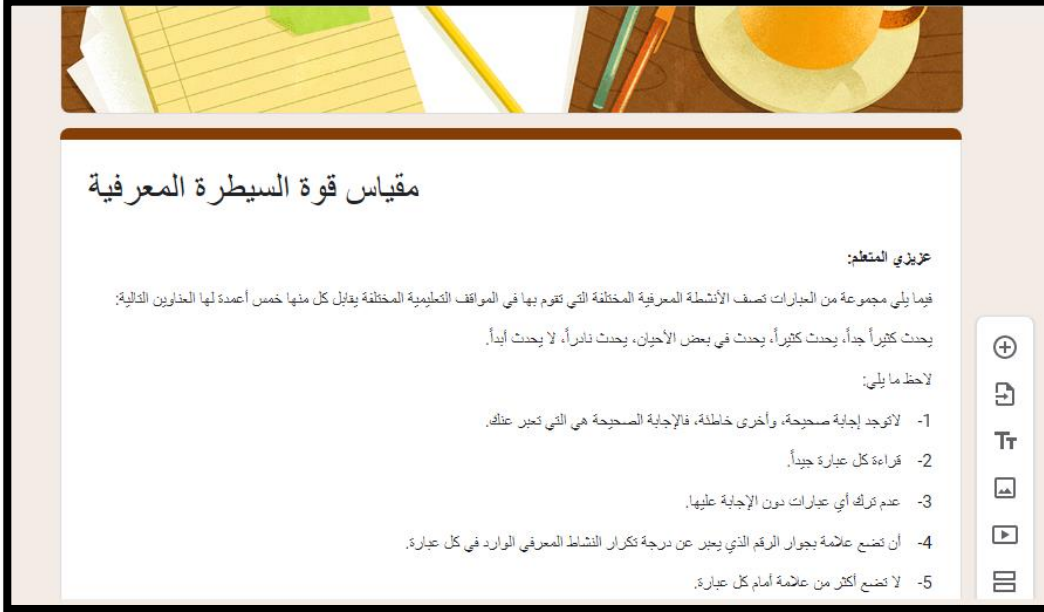 مقياس قوة السيطرة المعرفية
عزيزي المتعلم:
فيما يلي مجموعة من العبارات تصف الأنشطة المعرفية المختلفة التي تقوم بها في المواقف التعليمية المختلفة يقابل كل منها خمس أعمدة لها العناوين التالية:
يحدث كثيراً جداً، يحدث كثيراً، يحدث في بعض الأحيان، يحدث نادراً، لا يحدث أبداً.
لاحظ ما يلي:
1- لاتوجد إجابة صحيحة، وأخرى خاطئة، فالإجابة الصحيحة هي التي تعبر عنك.
2- قراءة كل عبارة جيداً.
3- عدم ترك أي عبارات دون الإجابة عليها.
4- أن تضع علامة بجوار الرقم الذي يعبر عن درجة تكرار النشاط المعرفي الوارد في كل عبارة.
5- لا تضع أكثر من علامة أمام كل عبارة.
Tт